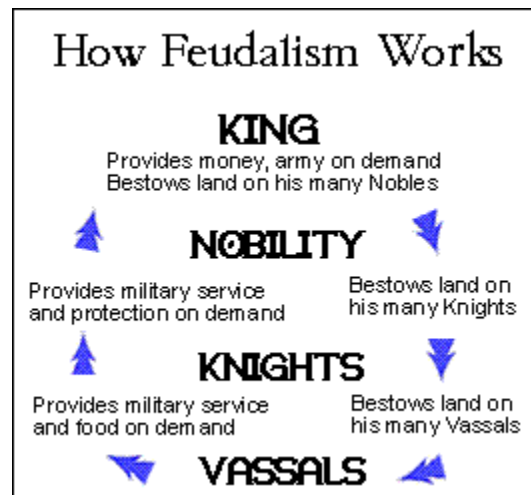 How Feudalism Works
KING
Provides money, army on demand
Bestows land on his many Nobles
NOBILITY
Provides military service
and protection on demand
Bestows land on
his many Knights
KNIGHTS
Provides military service
and food on demand
Bestows land on
his many Vassals
VASSALS